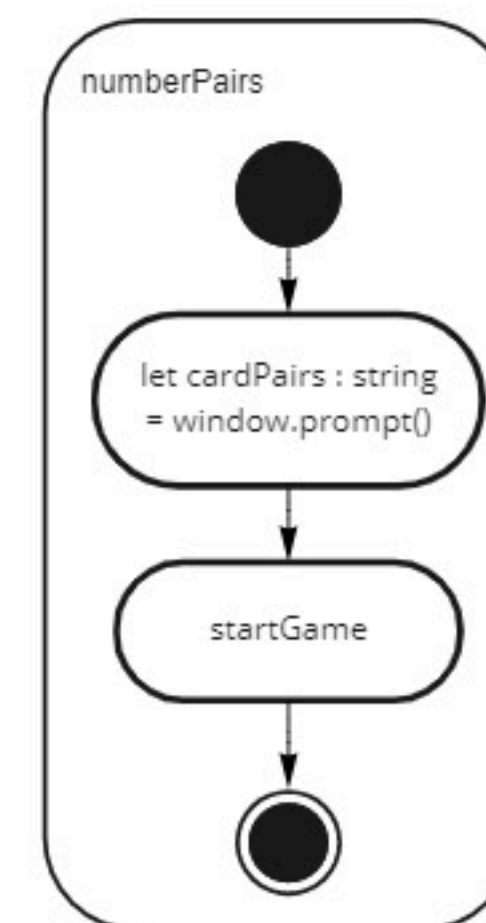 numberPairs
let cardPairs : string
= window.prompt()
startGame